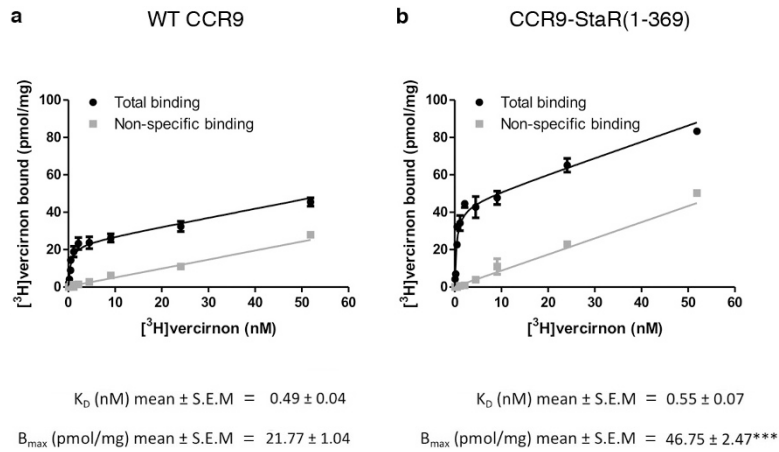 a WT CCR9
[³H]vercirnon bound (pmol/mg)
100
80
60
40
20
0
Total binding
Non-specific binding
0 10 20 30 40 50 60
[³H]vercirnon (nM)
K_D (nM) mean ± S.E.M = 0.49 ± 0.04
B_max (pmol/mg) mean ± S.E.M = 21.77 ± 1.04
b CCR9-StaR(1-369)
[³H]vercirnon bound (pmol/mg)
100
80
60
40
20
0
Total binding
Non-specific binding
0 10 20 30 40 50 60
[³H]vercirnon (nM)
K_D (nM) mean ± S.E.M = 0.55 ± 0.07
B_max (pmol/mg) mean ± S.E.M = 46.75 ± 2.47***